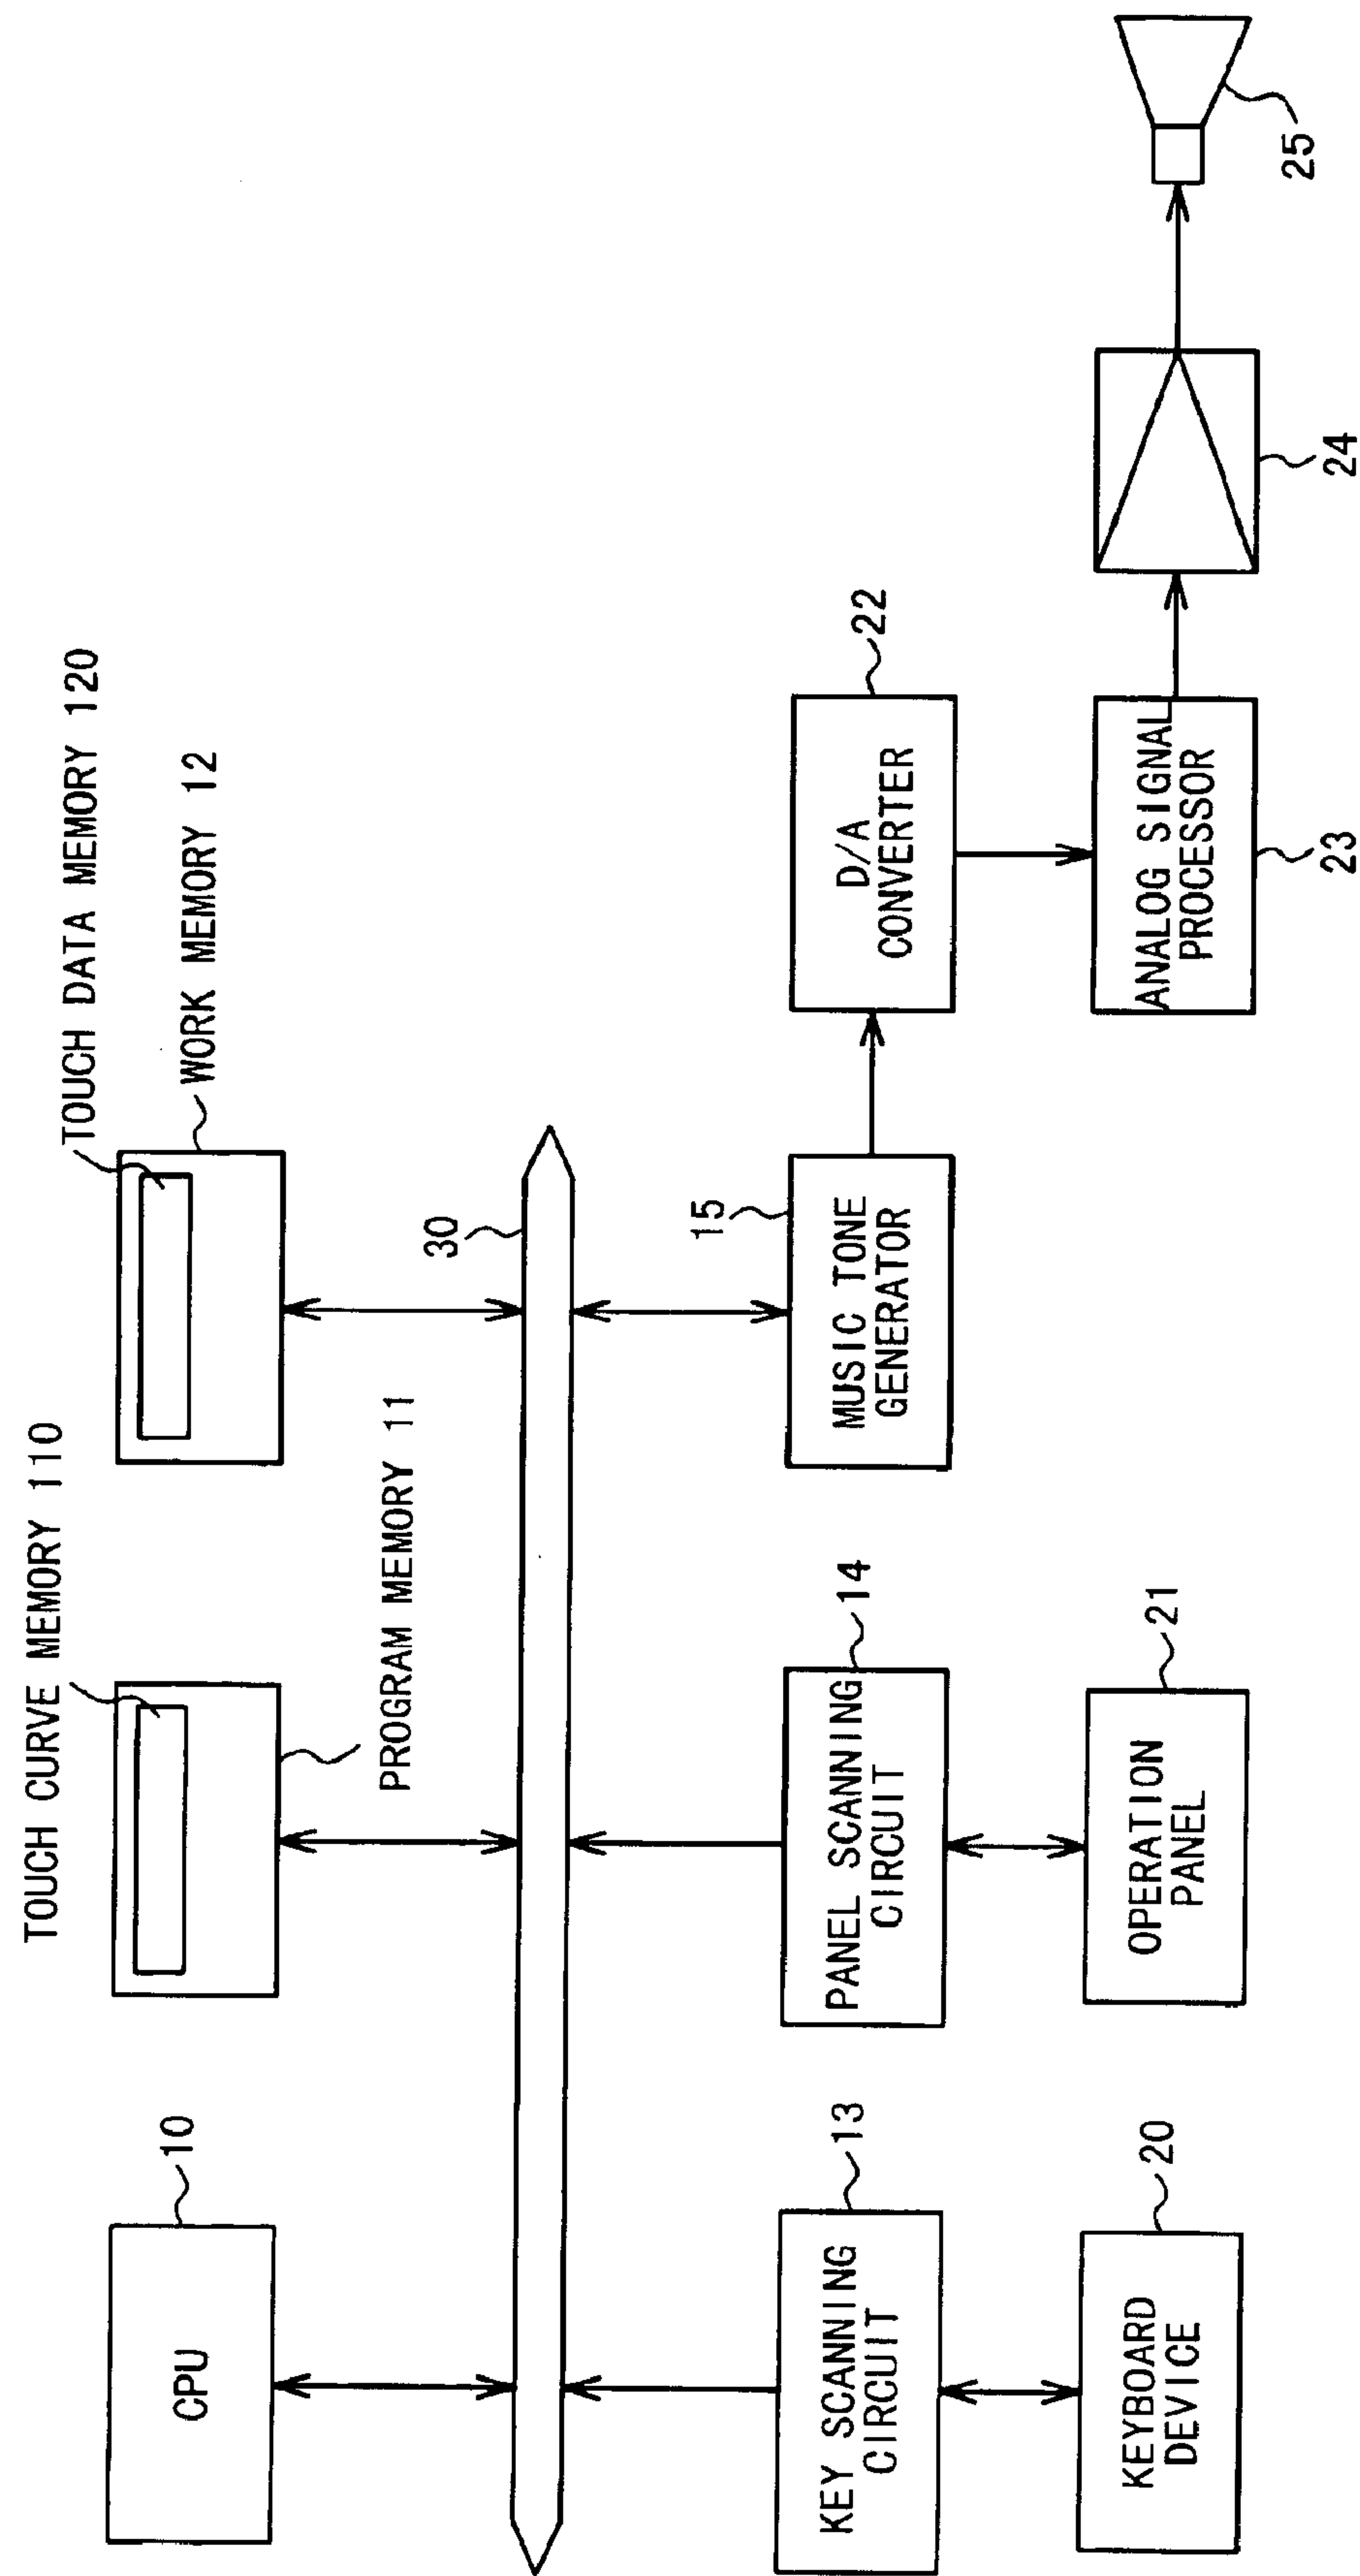 TOUCH CURVE MEMORY 110
TOUCH DATA MEMORY 120
10
CPU
PROGRAM MEMORY 11
WORK MEMORY 12
30
13
KEY SCANNING
CIRCUIT
14
PANEL SCANNING
CIRCUIT
15
MUSIC TONE
GENERATOR
22
D/A
CONVERTER
20
KEYBOARD
DEVICE
21
OPERATION
PANEL
ANALOG SIGNAL
PROCESSOR
23
24
25